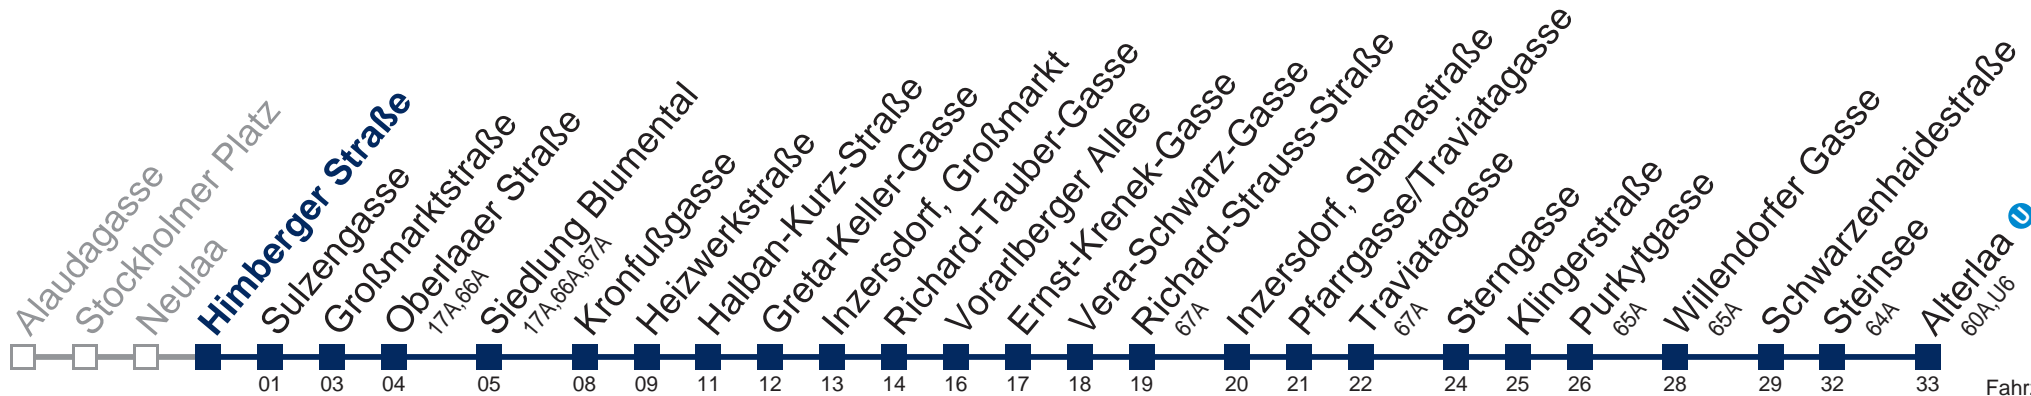 Alaudagasse
Stockholmer Platz
Neulaa
Himberger Straße
Sulzengasse
Großmarktstraße
Oberlaaer Straße
17A,66A
Siedlung Blumental
17A,66A,67A
Kronfußgasse
Heizwerkstraße
Halban-Kurz-Straße
Greta-Keller-Gasse
Inzersdorf, Großmarkt
Richard-Tauber-Gasse
Vorarlberger Allee
Ernst-Krenek-Gasse
Vera-Schwarz-Gasse
Richard-Strauss-Straße
67A
Inzersdorf, Slamastraße
Pfarrgasse/Traviatagasse
Traviatagasse
67A
Sterngasse
Klingerstraße
Purkytgasse
65A
Willendorfer Gasse
65A
Schwarzenhaidestraße
Steinsee
64A
Alterlaa U
60A,U6
01 03 04 05 08 09 11 12 13 14 16 17 18 19 20 21 22 24 25 26 28 29 32 33 Fahr